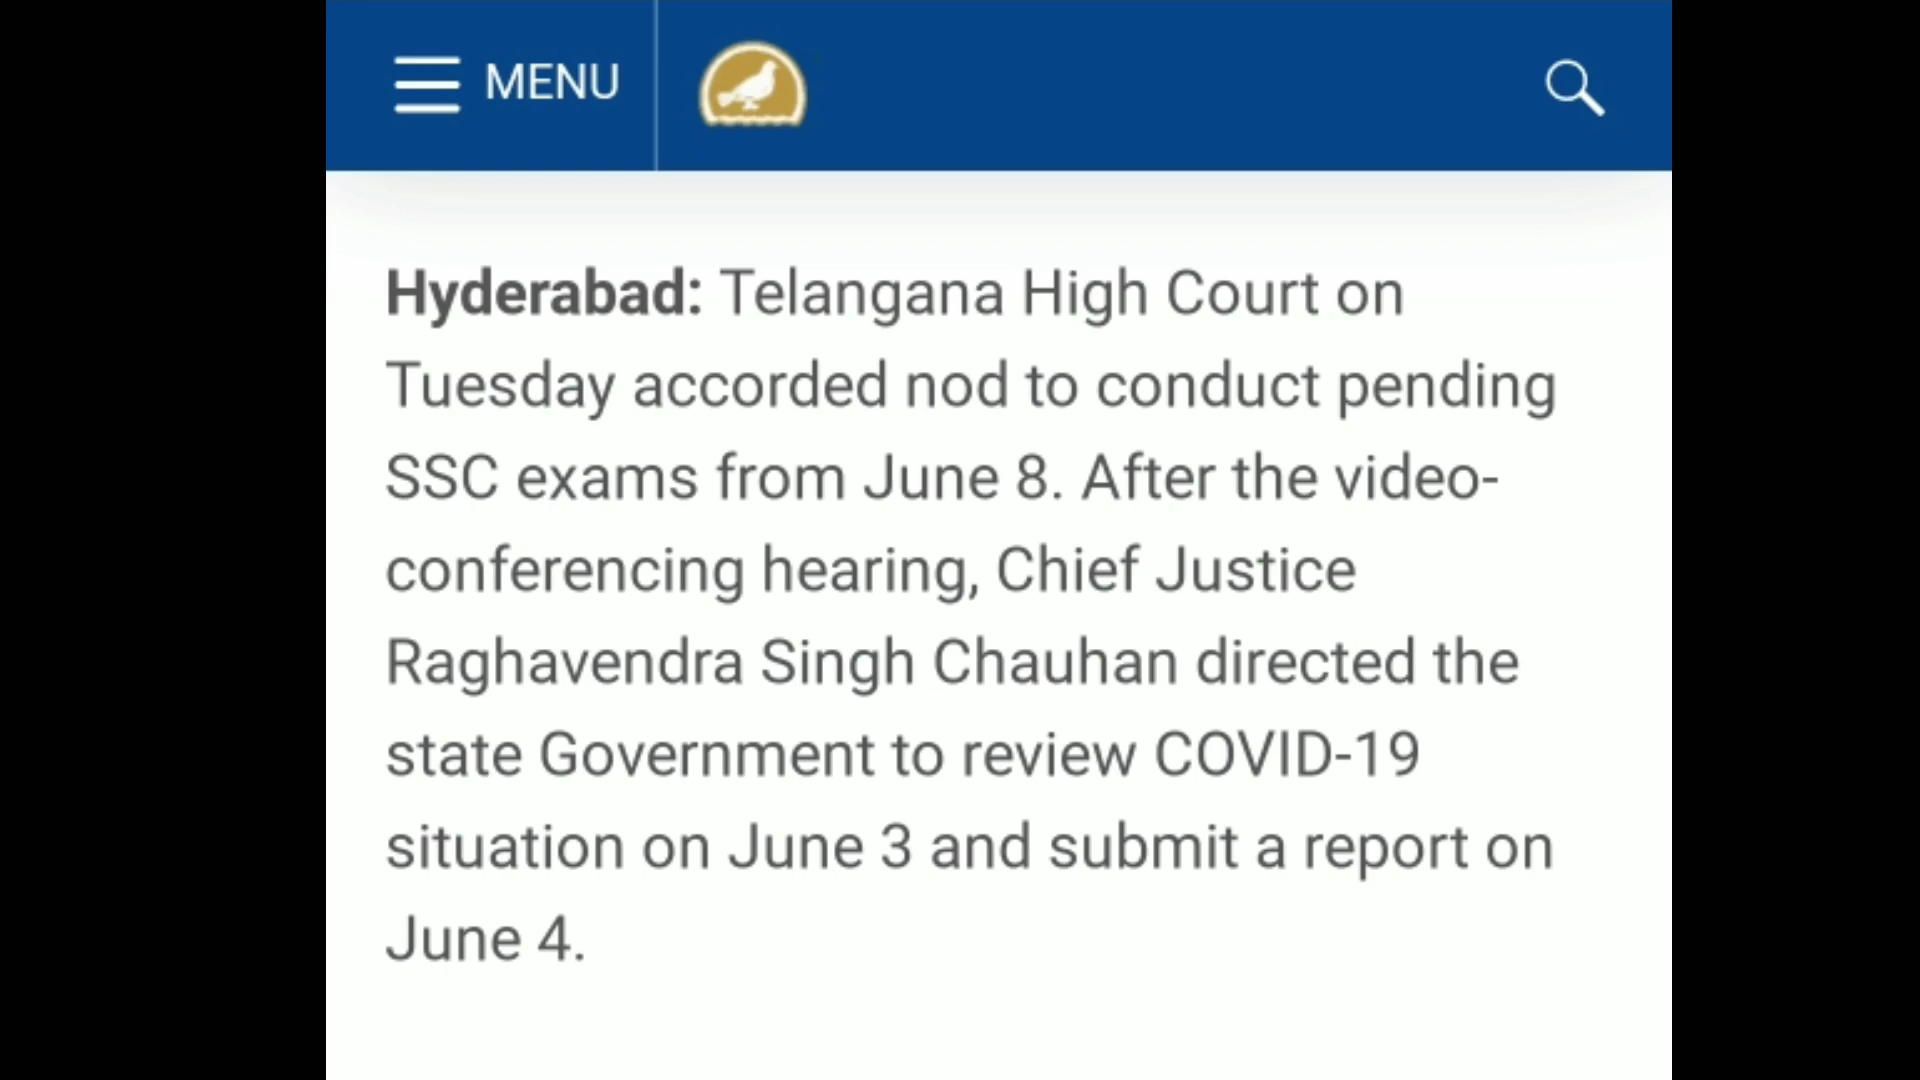 MENU
Hyderabad: Telangana High Court on
Tuesday accorded nod to conduct pending
SSC exams from June 8. After the video-
conferencing hearing, Chief Justice
Raghavendra Singh Chauhan directed the
state Government to review COVID-19
situation on June 3 and submit a report on
June 4.